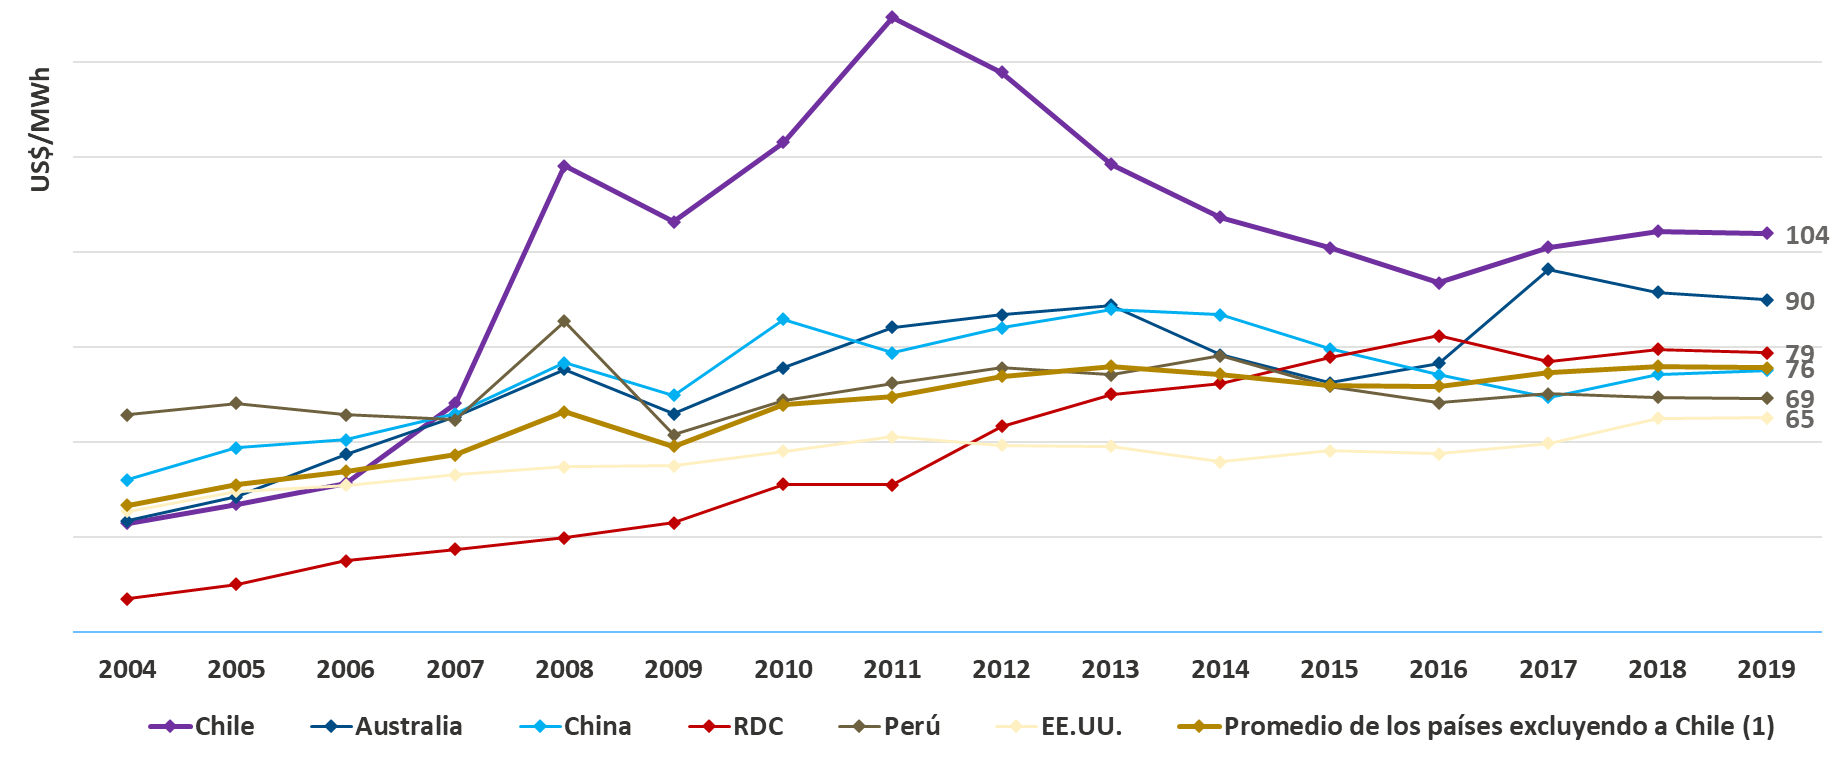 US$/MWh
104
90
79
76
69
65
2004 2005 2006 2007 2008 2009 2010 2011 2012 2013 2014 2015 2016 2017 2018 2019
Chile Australia China RDC Perú EE.UU. Promedio de los países excluyendo a Chile (1)